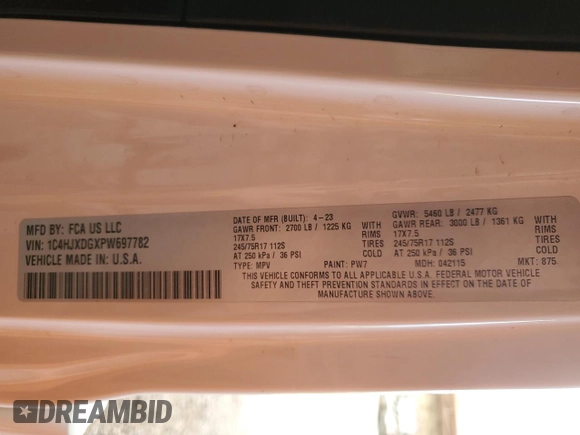 MFD BY: FCA US LLC
VIN: 1C4HJXDGXPW697782
VEHICLE MADE IN: U.S.A.
DATE OF MFR (BUILT): 4-23
GAWR FRONT: 2700 LB / 1225 KG WITH
17X7.5 RIMS
245/75R17 112S TIRES
AT 250 kPa / 36 PSI COLD
TYPE: MPV PAINT: PW7
GVWR: 5460 LB / 2477 KG
GAWR REAR: 3000 LB / 1361 KG WITH
17X7.5 RIMS
245/75R17 112S TIRES
AT 250 kPa / 36 PSI COLD
MDH: 042115 MKT: 875
THIS VEHICLE CONFORMS TO ALL APPLICABLE U.S.A. FEDERAL MOTOR VEHICLE
SAFETY AND THEFT PREVENTION STANDARDS IN EFFECT ON THE DATE OF
MANUFACTURE SHOWN ABOVE.
DREAMBID